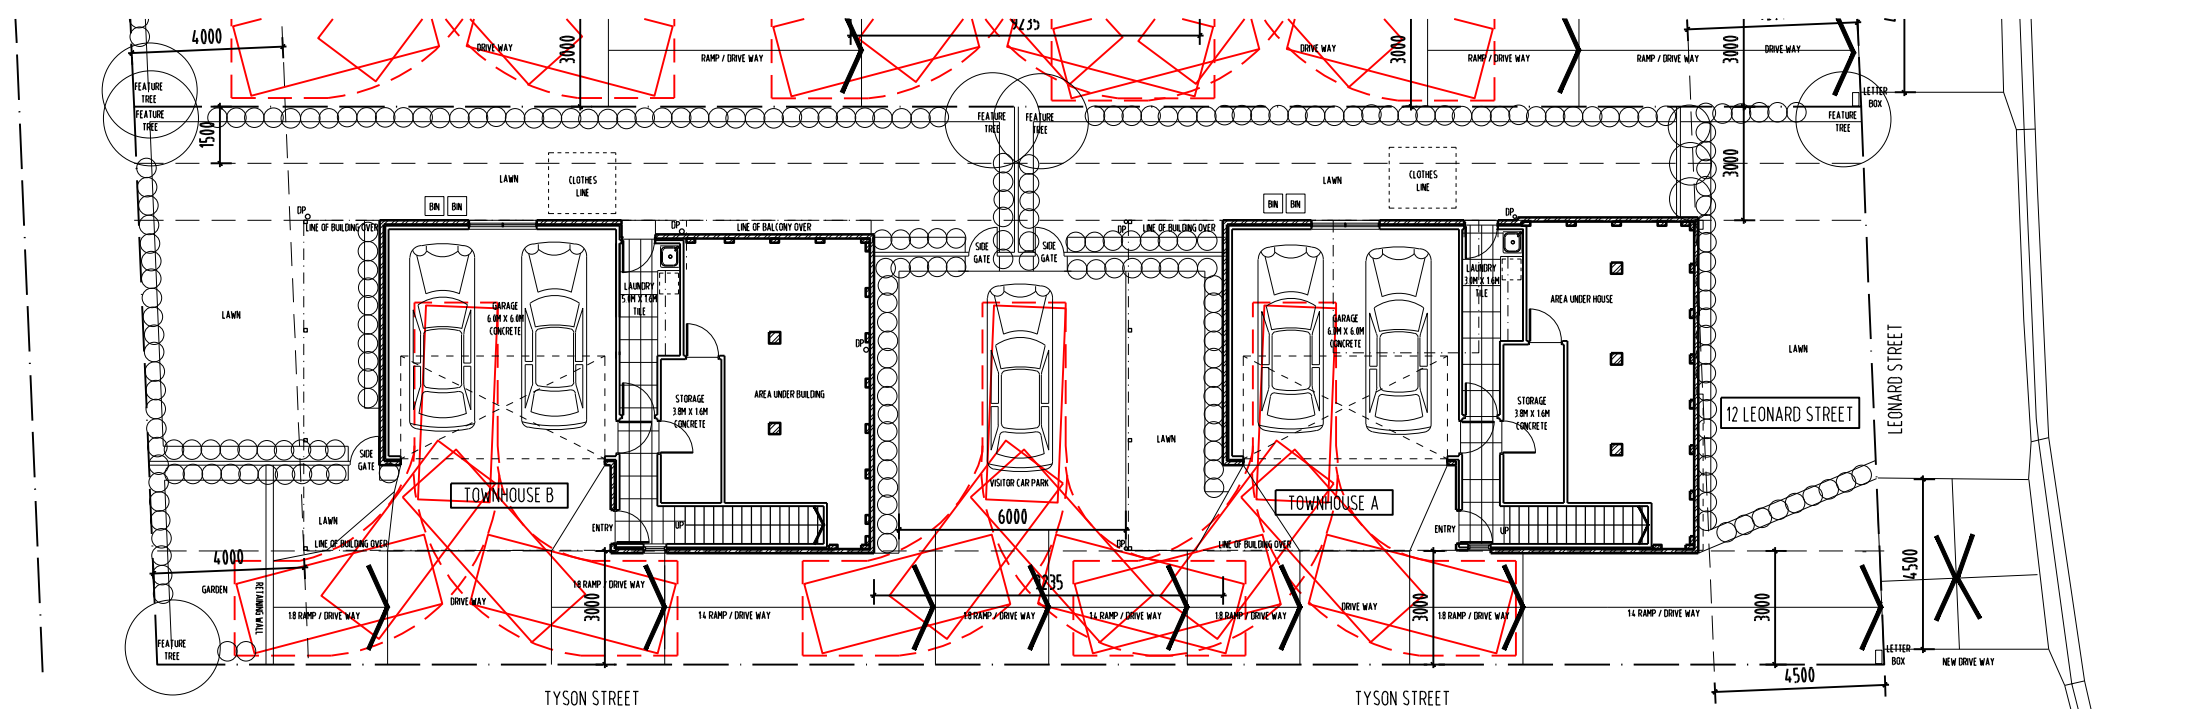 4000
DRIVE WAY
3000
RAMP / DRIVE WAY
9235
DRIVE WAY
3000
RAMP / DRIVE WAY
RAMP / DRIVE WAY
3000
DRIVE WAY
FEATURE
TREE
FEATURE
TREE
1500
FEATURE
TREE
FEATURE
TREE
LETTER
BOX
FEATURE
TREE
LAWN
CLOTHES
LINE
LAWN
CLOTHES
LINE
3000
BIN
BIN
BIN
BIN
DP
LINE OF BUILDING OVER
DP
LINE OF BALCONY OVER
DP
LINE OF BUILDING OVER
DP
SIDE
GATE
SIDE
GATE
LAUNDRY
TILE
LAUNDRY
3.0M X 1.6M
TILE
LAWN
GARAGE
6.0M X 6.0M
CONCRETE
GARAGE
6.0M X 6.0M
CONCRETE
AREA UNDER HOUSE
DP
LAWN
LEONARD STREET
AREA UNDER BUILDING
STORAGE
3.8M X 1.6M
CONCRETE
STORAGE
3.8M X 1.6M
CONCRETE
12 LEONARD STREET
LAWN
SIDE
GATE
TOWNHOUSE B
VISITOR CAR PARK
TOWNHOUSE A
6000
LAWN
ENTRY
UP
ENTRY
UP
LINE OF BUILDING OVER
DP
LINE OF BUILDING OVER
4000
GARDEN
RETAINING WALL
1:8 RAMP / DRIVE WAY
DRIVE WAY
1:8 RAMP / DRIVE WAY
3000
1:4 RAMP / DRIVE WAY
9235
1:8 RAMP / DRIVE WAY
1:4 RAMP / DRIVE WAY
1:8 RAMP / DRIVE WAY
DRIVE WAY
3000
1:8 RAMP / DRIVE WAY
1:4 RAMP / DRIVE WAY
3000
4500
FEATURE
TREE
LETTER
BOX
NEW DRIVE WAY
4500
TYSON STREET
TYSON STREET